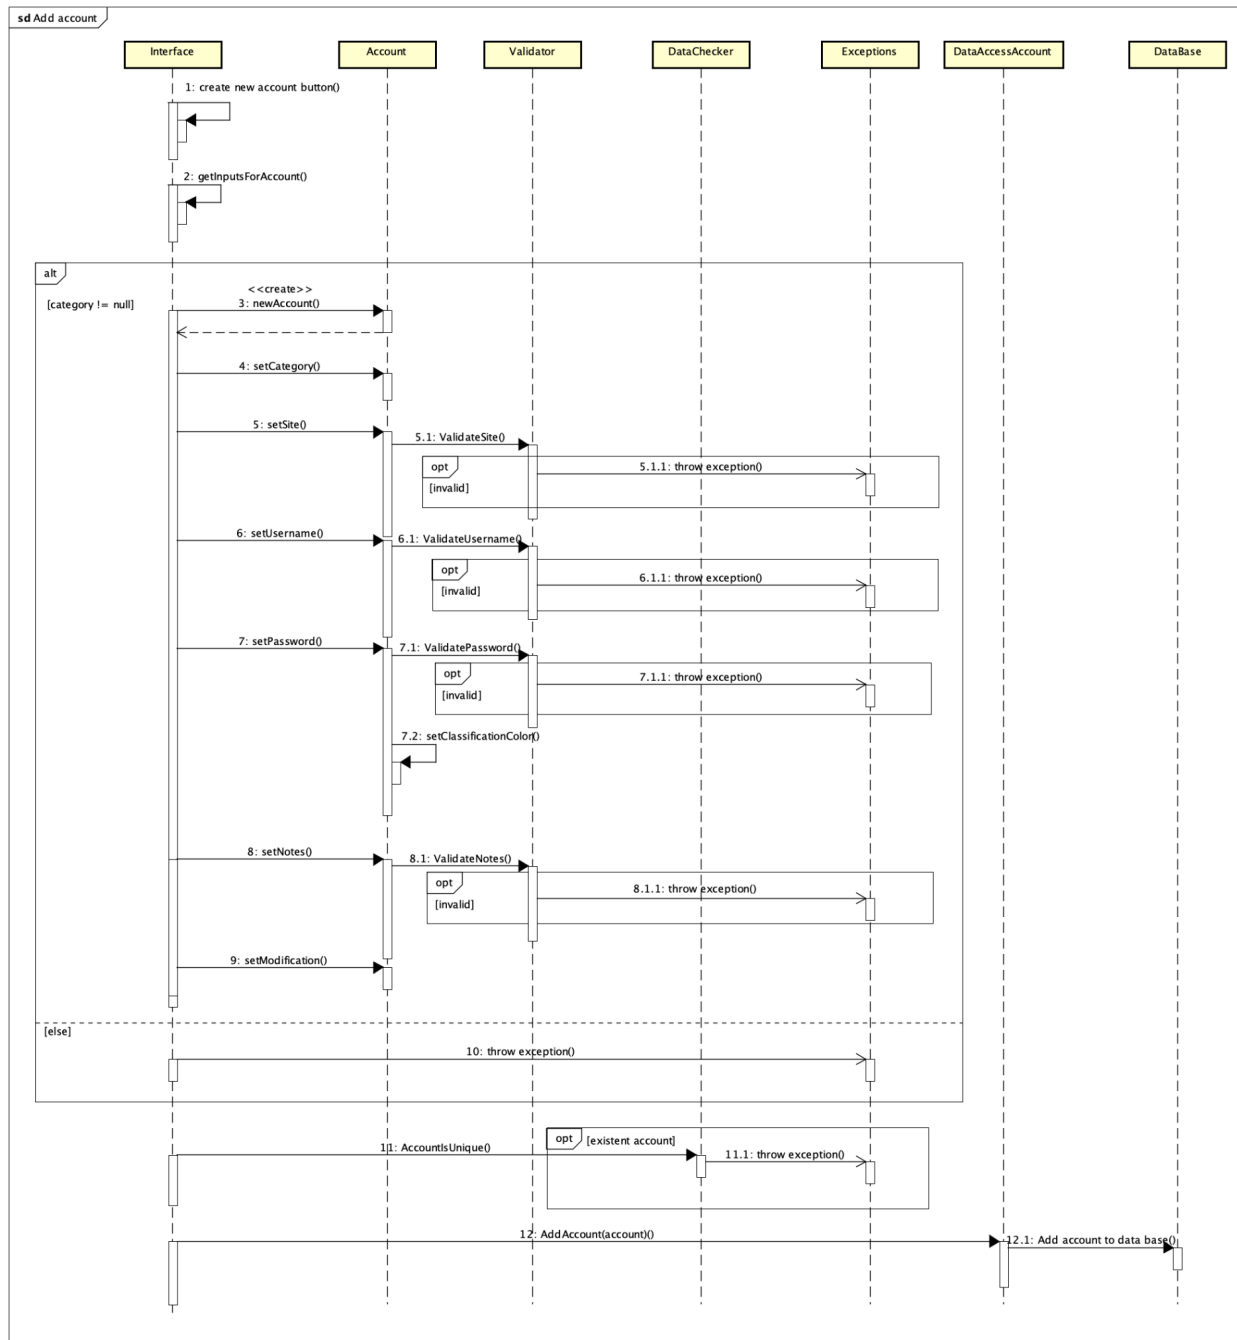 sd Add account
Interface
Account
Validator
DataChecker
Exceptions
DataAccessAccount
DataBase
1: create new account button()
2: getInputsForAccount()
alt
[category != null]
<<create>>
3: newAccount()
4: setCategory()
5: setSite()
5.1: ValidateSite()
opt
[invalid]
5.1.1: throw exception()
6: setUsername()
6.1: ValidateUsername()
opt
[invalid]
6.1.1: throw exception()
7: setPassword()
7.1: ValidatePassword()
opt
[invalid]
7.1.1: throw exception()
7.2: setClassificationColor()
8: setNotes()
8.1: ValidateNotes()
opt
[invalid]
8.1.1: throw exception()
9: setModification()
[else]
10: throw exception()
opt
[existent account]
11: AccountIsUnique()
11.1: throw exception()
12: AddAccount(account)()
12.1: Add account to data base()